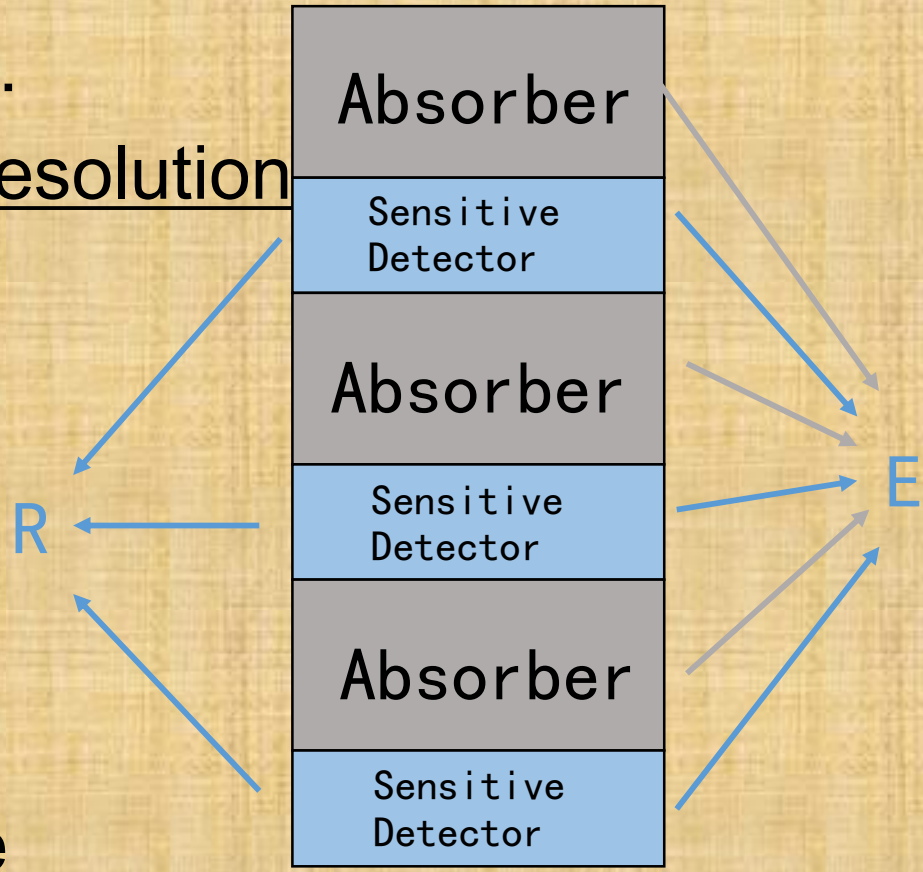 .
esolution
Absorber
Sensitive
Detector
Absorber
R
Sensitive
Detector
E
Absorber
Sensitive
Detector
e